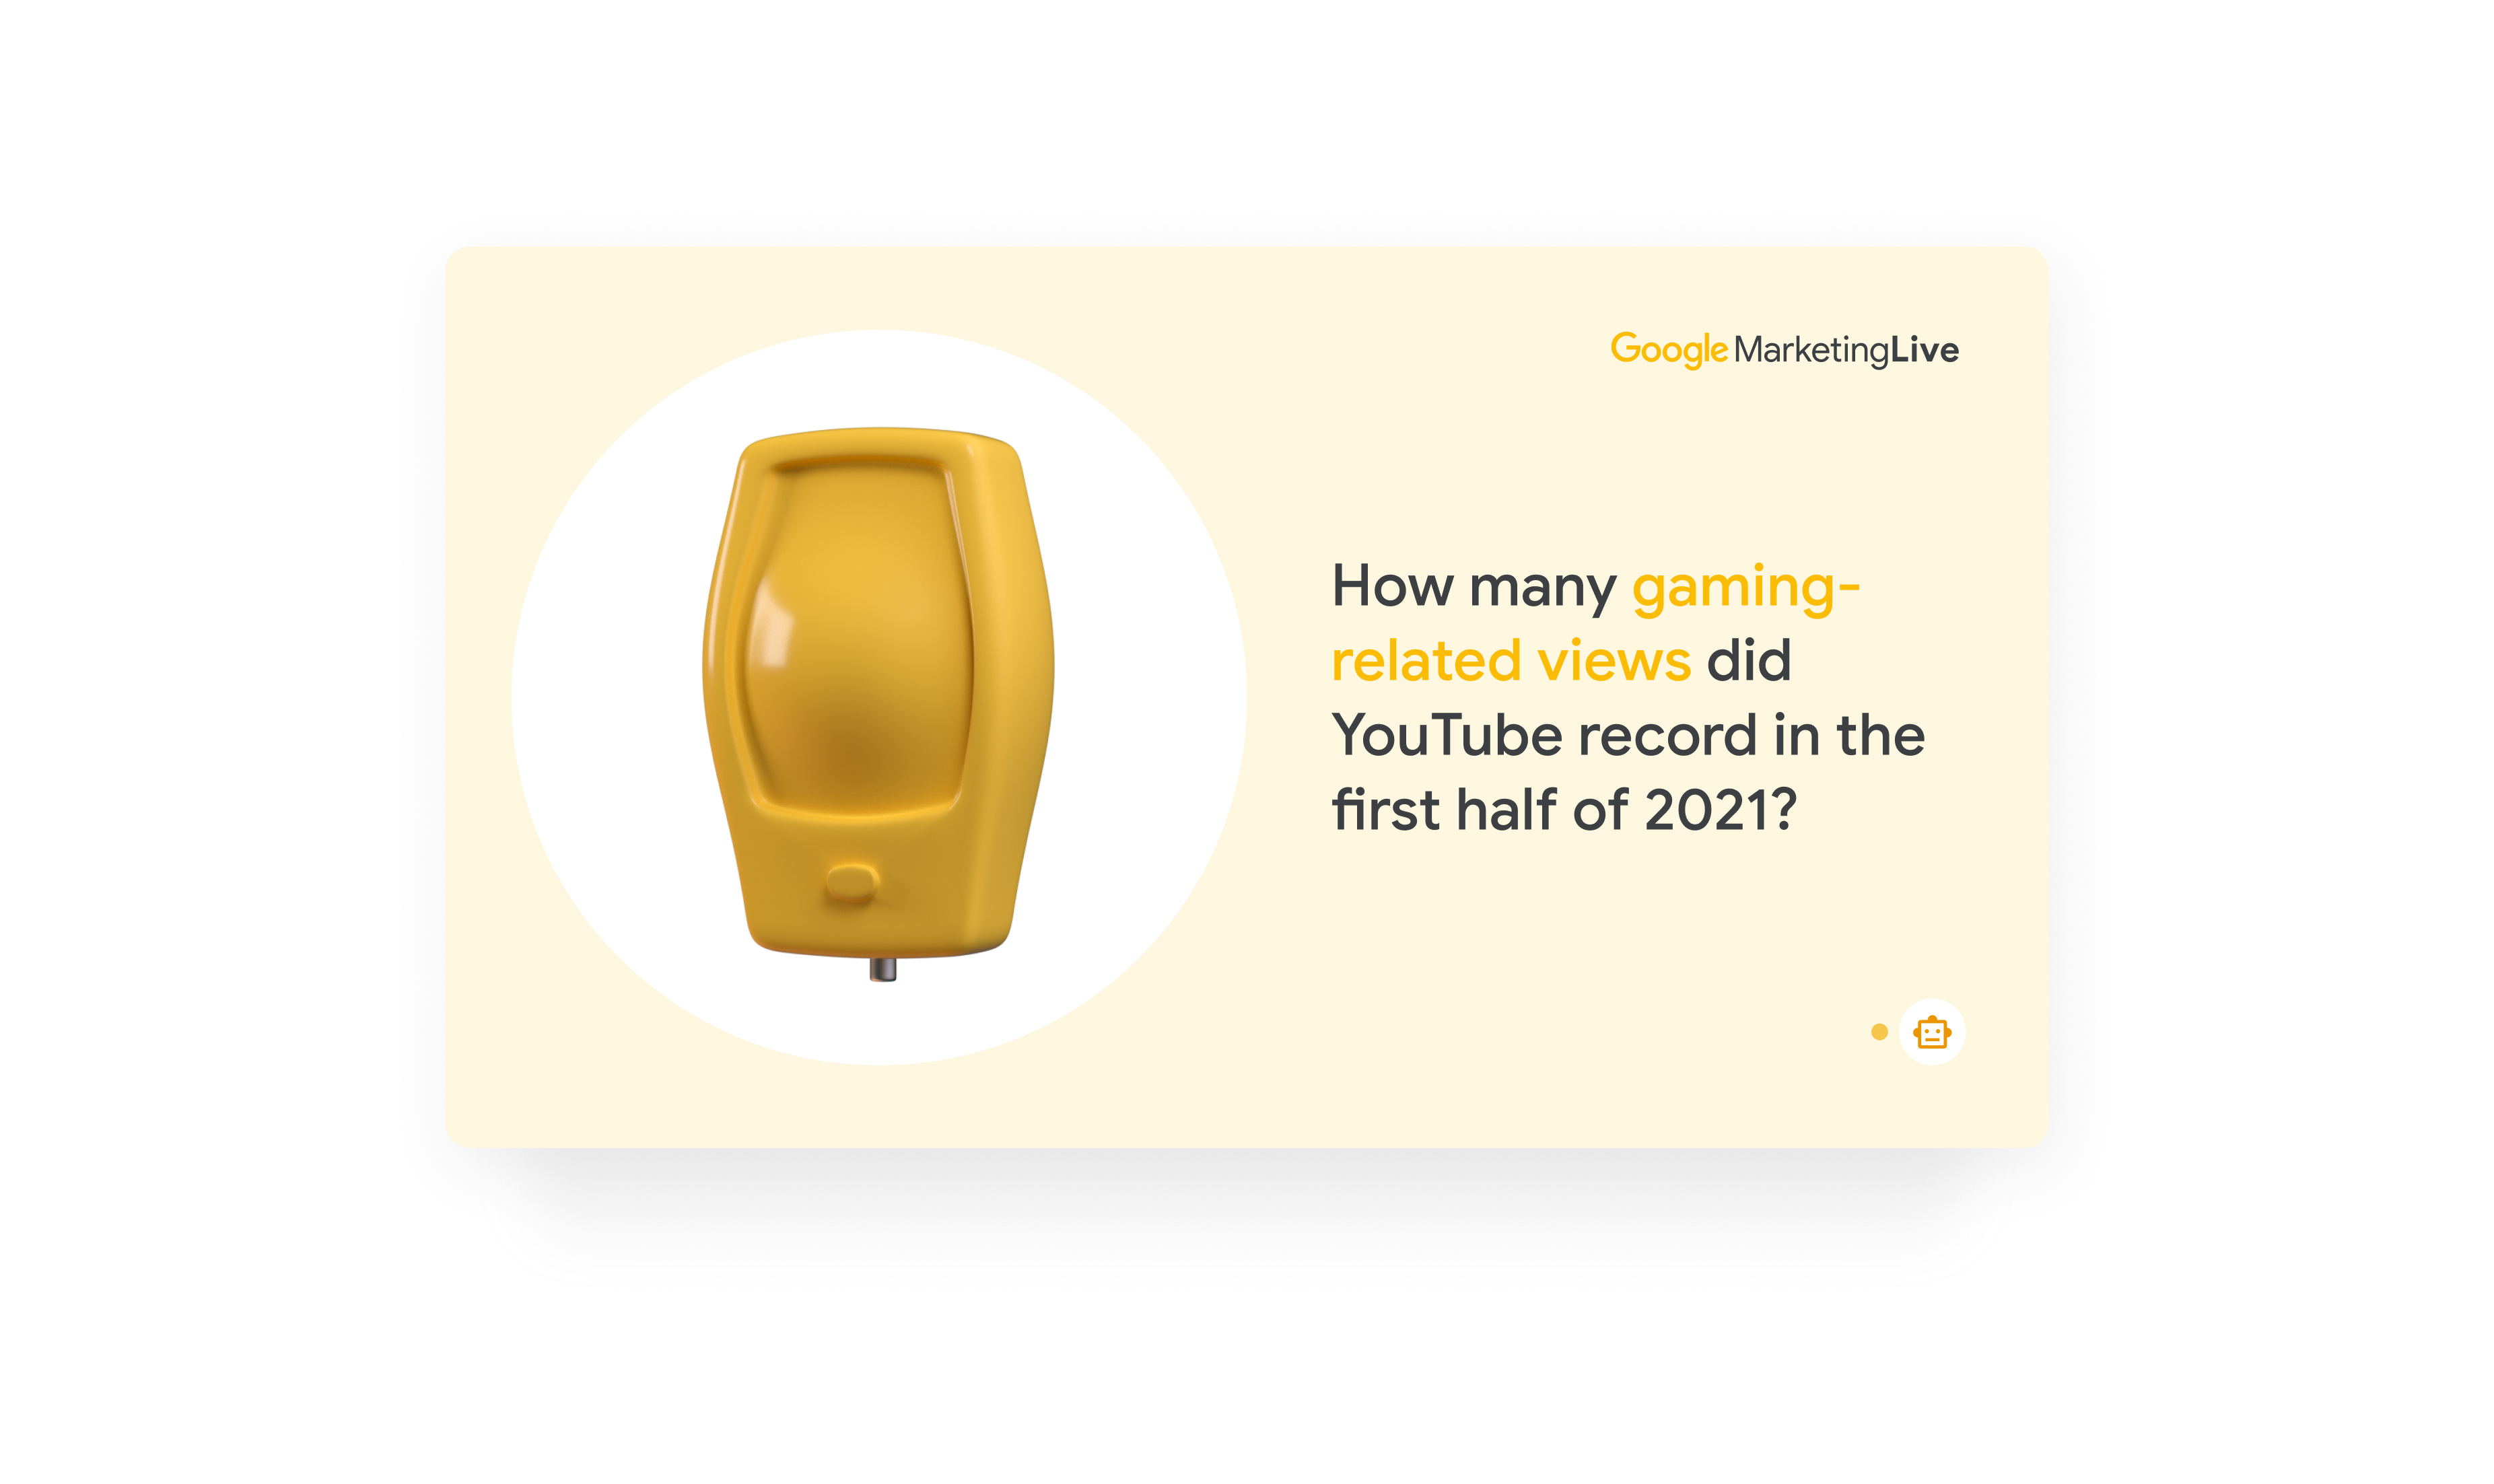 Google MarketingLive
How many gaming-
related views did
YouTube record in the
first half of 2021?